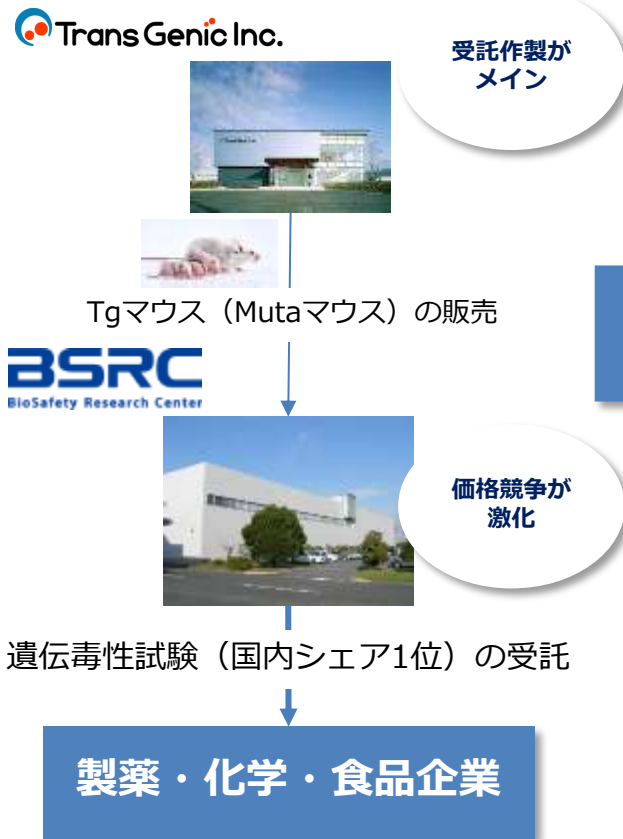 Trans Genic Inc.
受託作製が
メイン
Tgマウス（Mutaマウス）の販売
BSRC
BioSafety Research Center
価格競争が
激化
遺伝毒性試験（国内シェア1位）の受託
製薬・化学・食品企業